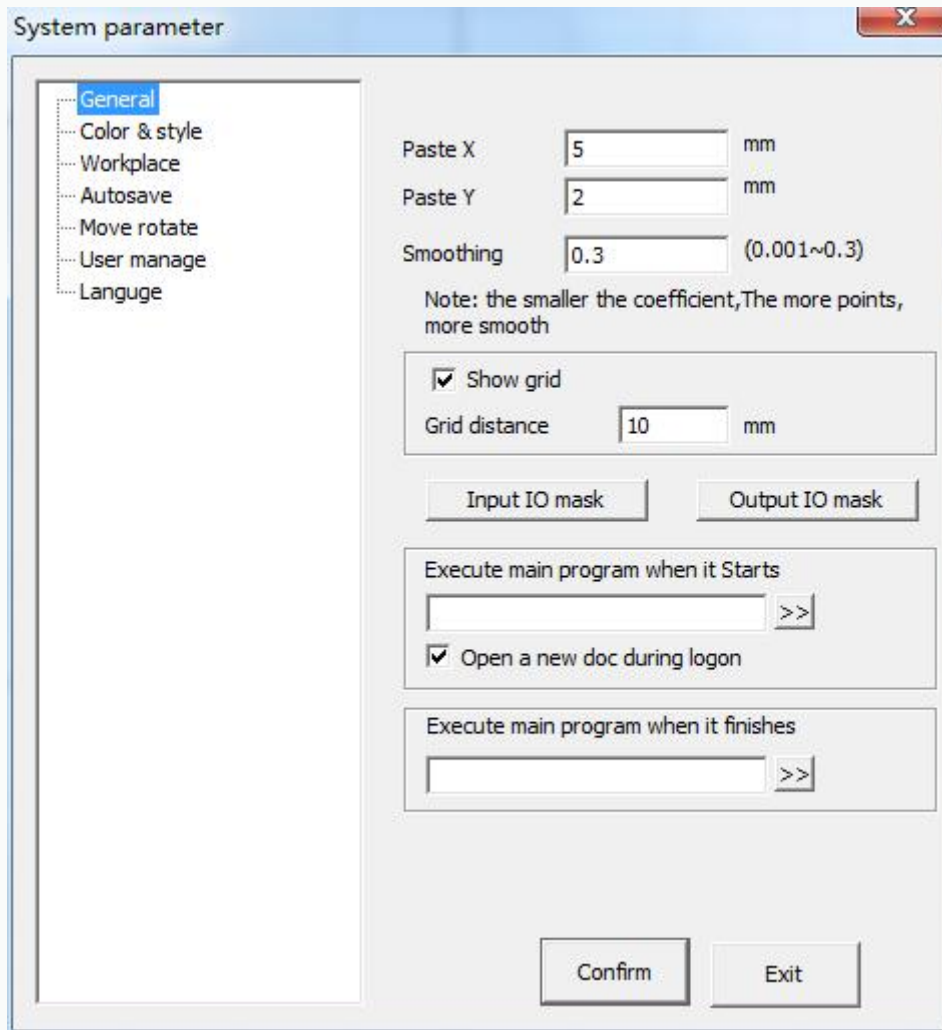 System parameter
General
Color & style
Workplace
Autosave
Move rotate
User manage
Languge
Paste X 5 mm
Paste Y 2 mm
Smoothing 0.3 (0.001~0.3)
Note: the smaller the coefficient,The more points,
more smooth
Show grid
Grid distance 10 mm
Input IO mask Output IO mask
Execute main program when it Starts
>>
Open a new doc during logon
Execute main program when it finishes
>>
Confirm Exit